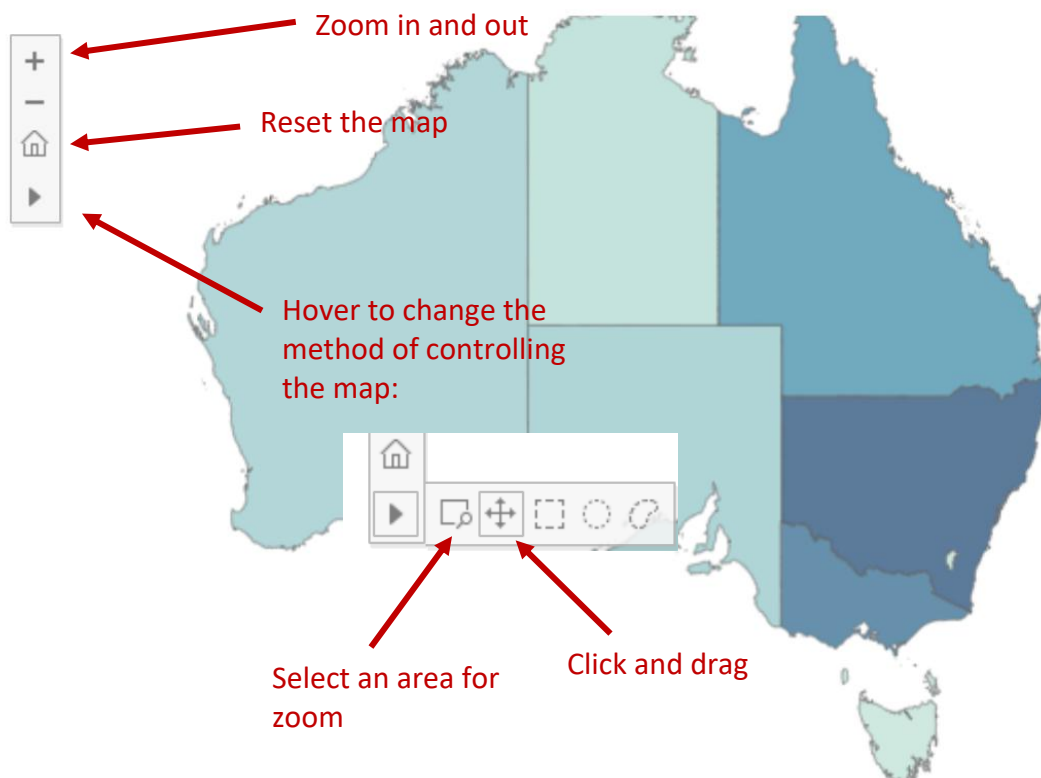 Zoom in and out
Reset the map
Hover to change the
method of controlling
the map:
Select an area for
zoom
Click and drag